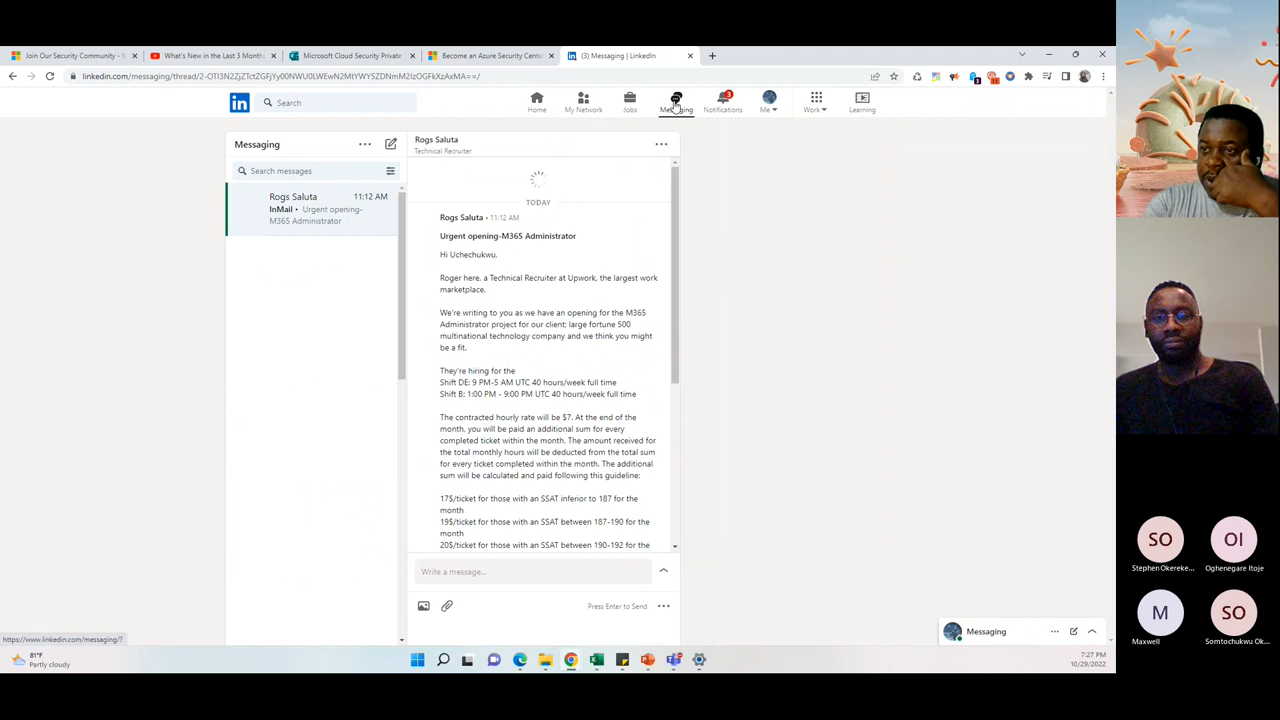 Join Our Security Community -
What's New in the Last 3 Month
Microsoft Cloud Security Private
Become an Azure Security Cente
(3) Messaging | LinkedIn
linkedin.com/messaging/thread/
in
Search
Home
My Network
Jobs
Messaging
3
Notifications
Me
Work
Learning
Messaging
Search messages
Rogs Saluta 11:12 AM
InMail • Urgent opening-
M365 Administrator
Rogs Saluta
Technical Recruiter
TODAY
Rogs Saluta • 11:12 AM
Urgent opening-M365 Administrator
Hi Uchechukwu,
Roger here, a Technical Recruiter at Upwork, the largest work
marketplace.
We're writing to you as we have an opening for the M365
Administrator project for our client; large fortune 500
multinational technology company and we think you might
be a fit.
They're hiring for the
Shift DE: 9 PM-5 AM UTC 40 hours/week full time
Shift B: 1:00 PM - 9:00 PM UTC 40 hours/week full time
The contracted hourly rate will be $7. At the end of the
month, you will be paid an additional sum for every
completed ticket within the month. The amount received for
the total monthly hours will be deducted from the total sum
for every ticket completed within the month. The additional
sum will be calculated and paid following this guideline:
17$/ticket for those with an SSAT inferior to 187 for the
month
19$/ticket for those with an SSAT between 187-190 for the
month
20$/ticket for those with an SSAT between 190-192 for the
Write a message...
Press Enter to Send
https://www.linkedin.com/messaging/?
Messaging
81°F
Partly cloudy
7:27 PM
10/29/2022
SO
Stephen Okereke...
OI
Oghenegare Itoje
M
Maxwell
SO
Somtochukwu Ok...